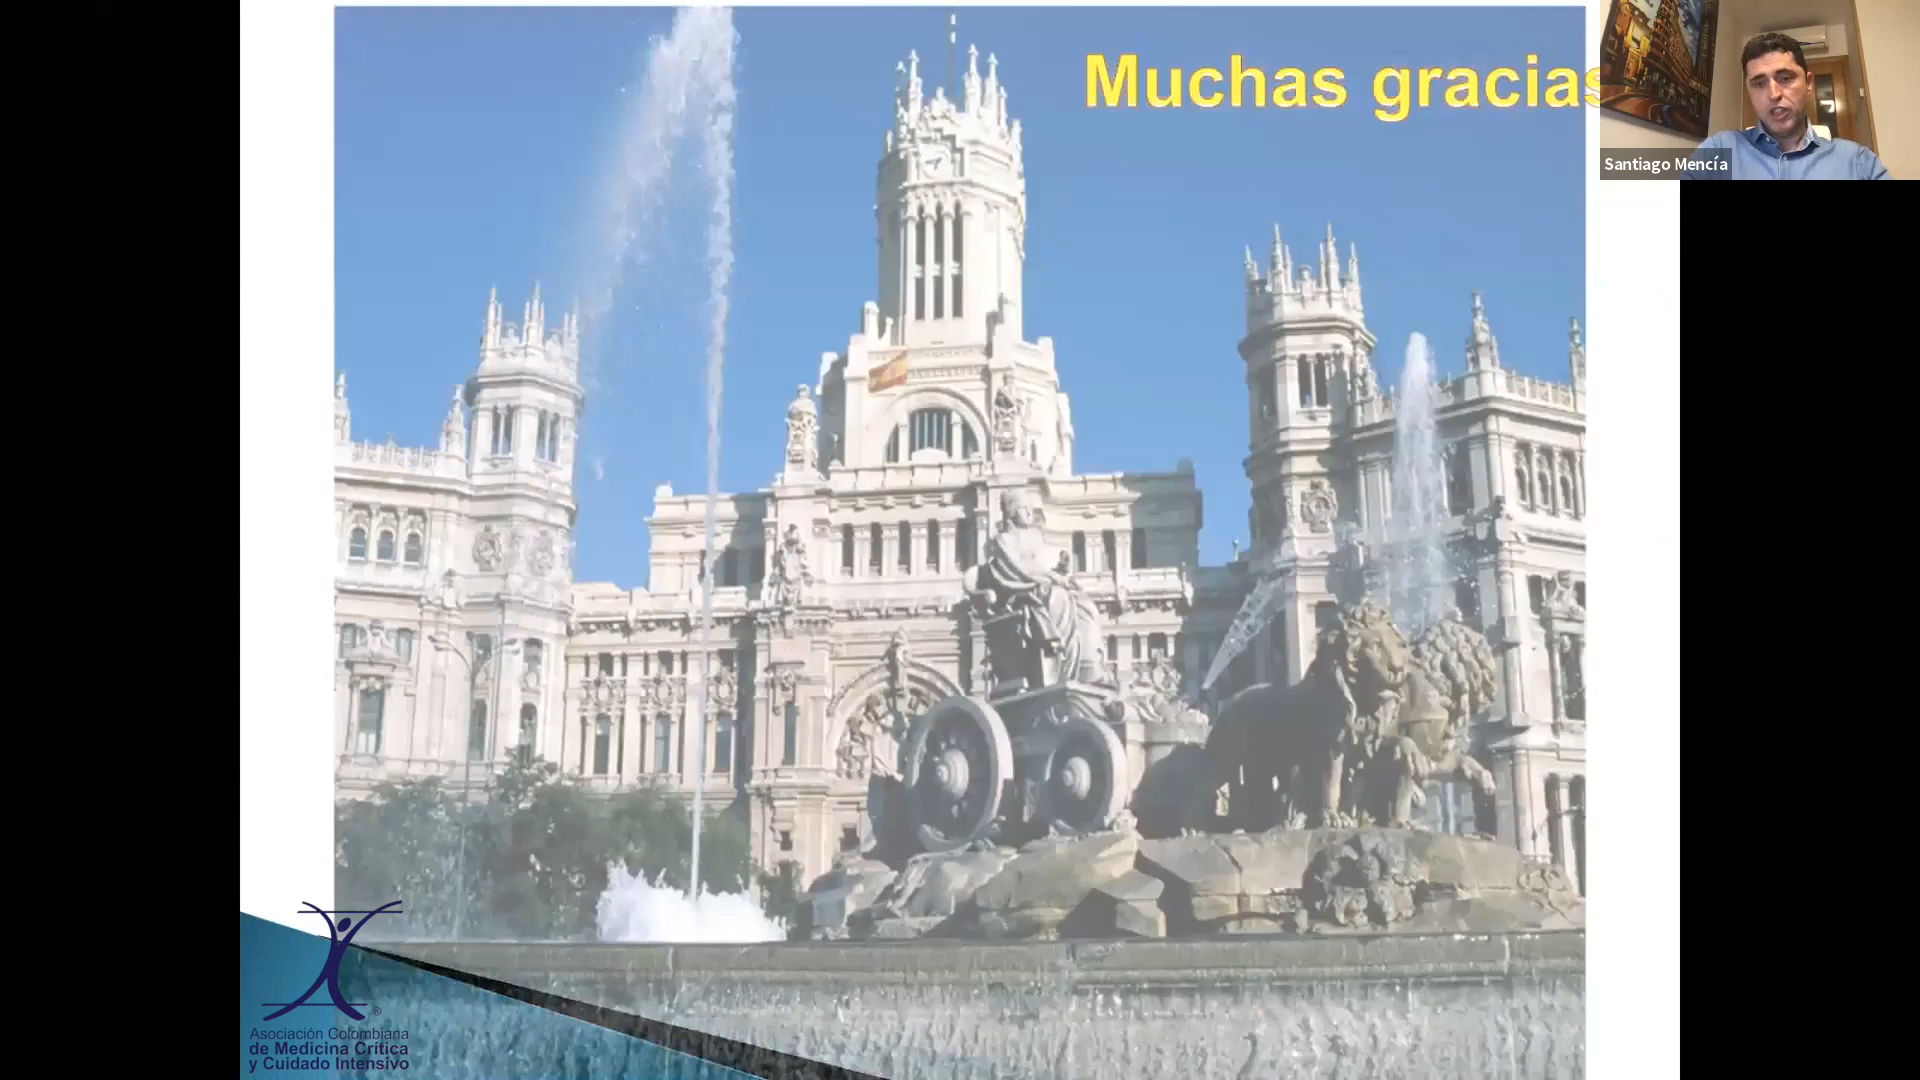 Muchas gracias
Santiago Mencía
Asociación Colombiana
de Medicina Crítica
y Cuidado Intensivo
®